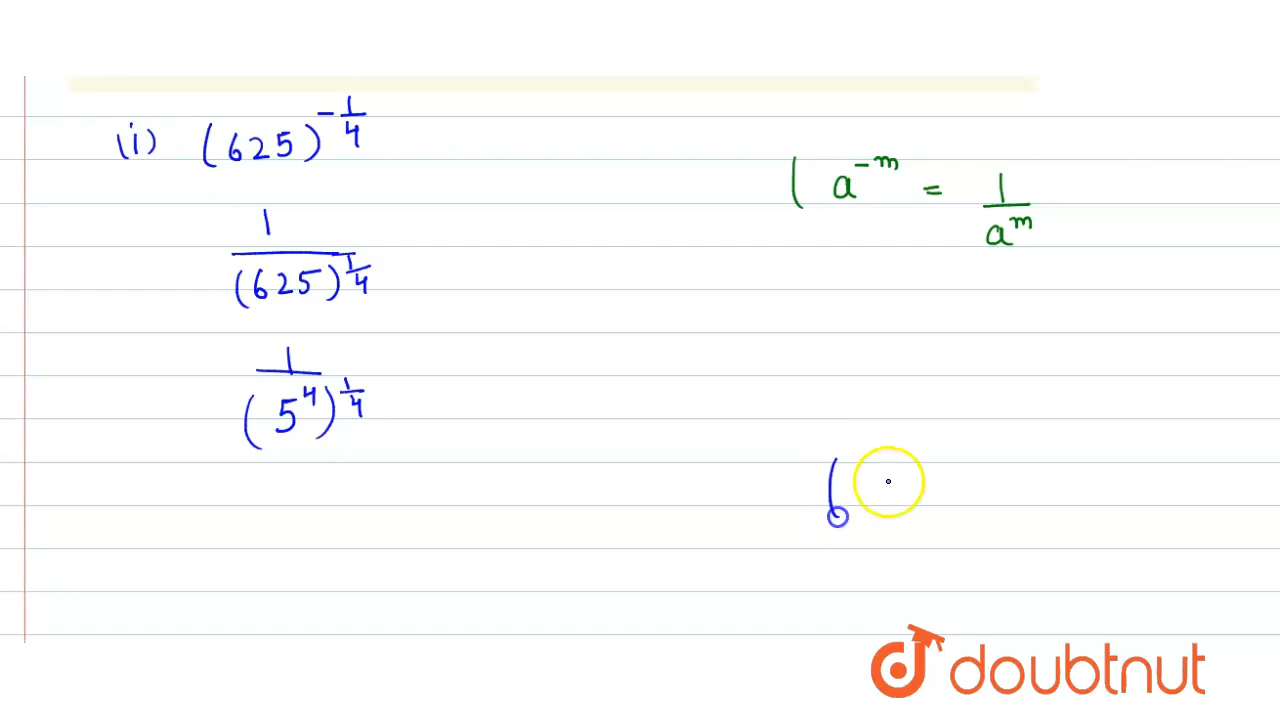 (i) (625)^{-1/4}
( a^{-m} = 1/a^m
1/(625)^{1/4}
1/(5^4)^{1/4}
(
doubtnut